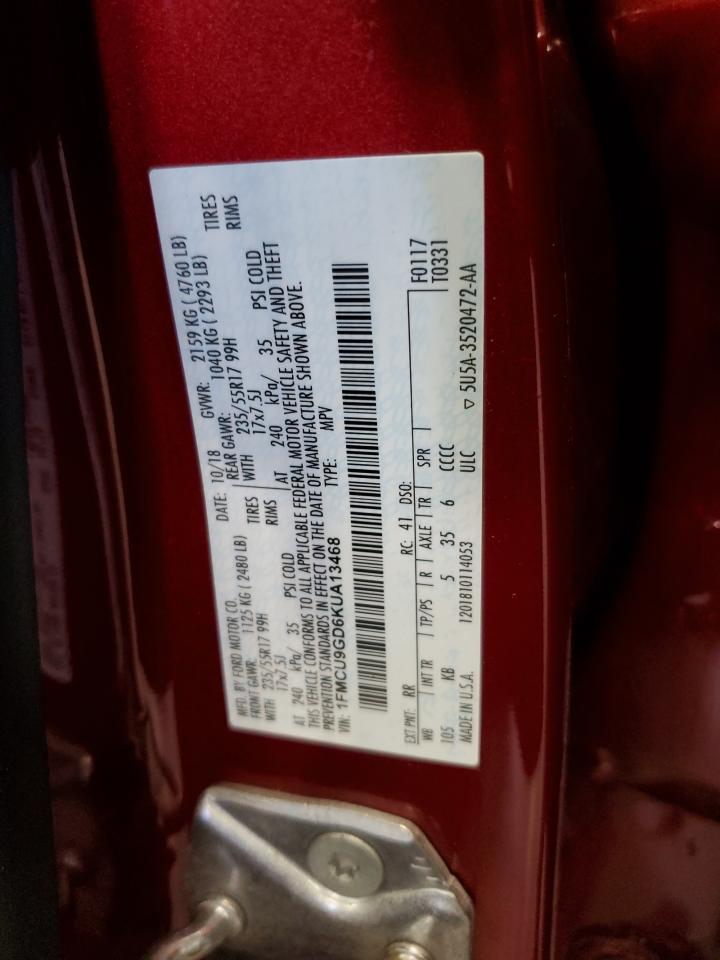 MFD. BY FORD MOTOR CO. DATE: 10/18 GVWR: 2159 KG ( 4760 LB)
FRONT GAWR: 1125 KG ( 2480 LB) REAR GAWR: 1040 KG ( 2293 LB)
WITH 235/55R17 99H TIRES WITH 235/55R17 99H TIRES
17x7.5J RIMS 17x7.5J RIMS
AT 240 kPa/ 35 PSI COLD AT 240 kPa/ 35 PSI COLD
THIS VEHICLE CONFORMS TO ALL APPLICABLE FEDERAL MOTOR VEHICLE SAFETY AND THEFT
PREVENTION STANDARDS IN EFFECT ON THE DATE OF MANUFACTURE SHOWN ABOVE.
VIN: 1FMCU9GD6KUA13468 TYPE: MPV
EXT PNT: RR RC: 41 DSO: F0117
WB INT TR TP/PS R AXLE TR SPR T0331
105 KB 5 35 6 CCCC
MADE IN U.S.A. 1201810114053 ULC ▽ 5U5A-3520472-AA